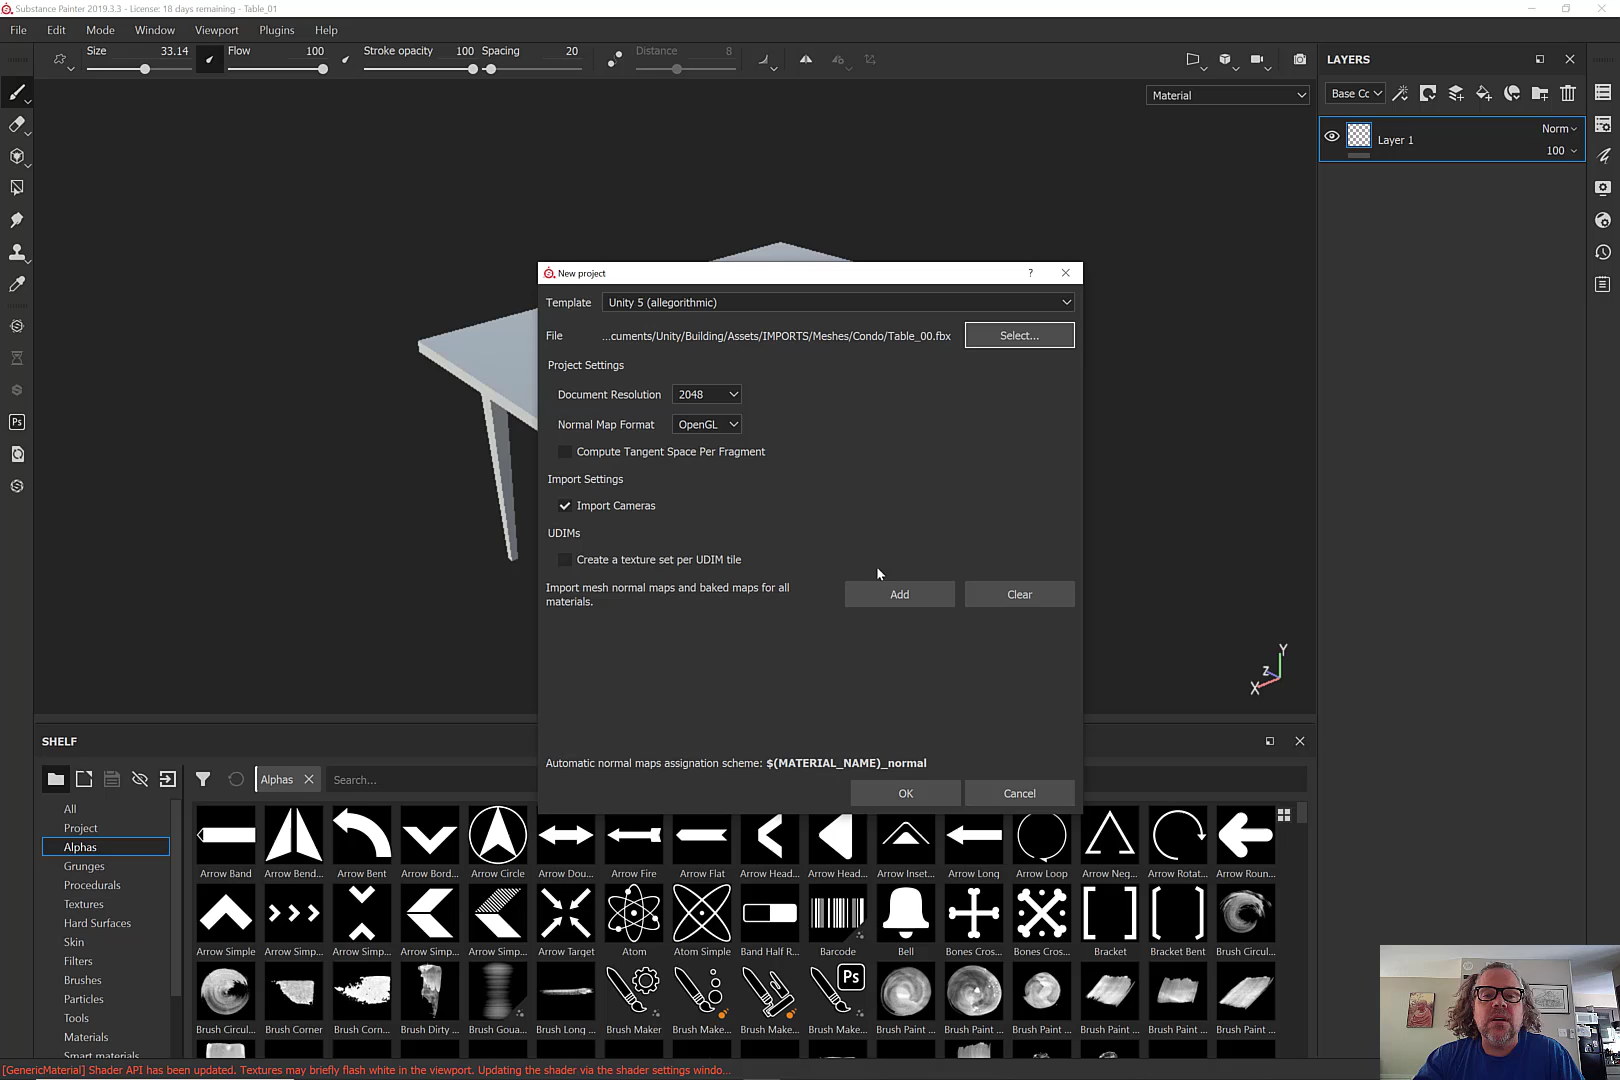 Substance Painter 2019.3.3 - License: 18 days remaining - Table_01
File Edit Mode Window Viewport Plugins Help
Size 33.14 Flow 100 Stroke opacity 100 Spacing 20 Distance 8
Material
LAYERS
Base Cc
Layer 1
Norm
100
New project
?
Template Unity 5 (allegorithmic)
File ...cuments/Unity/Building/Assets/IMPORTS/Meshes/Condo/Table_00.fbx Select...
Project Settings
Document Resolution 2048
Normal Map Format OpenGL
Compute Tangent Space Per Fragment
Import Settings
Import Cameras
UDIMs
Create a texture set per UDIM tile
Import mesh normal maps and baked maps for all
materials.
Add Clear
Automatic normal maps assignation scheme: $(MATERIAL_NAME)_normal
OK Cancel
Ps
Y
Z
X
SHELF
Alphas Search...
All
Project
Alphas
Grunges
Procedurals
Textures
Hard Surfaces
Skin
Filters
Brushes
Particles
Tools
Materials
Smart materials
Arrow Band Arrow Bend... Arrow Bent Arrow Bord... Arrow Circle Arrow Dou... Arrow Fire Arrow Flat Arrow Head... Arrow Head... Arrow Inset... Arrow Long Arrow Loop Arrow Neg... Arrow Rotat... Arrow Roun...
Arrow Simple Arrow Simp... Arrow Simp... Arrow Simp... Arrow Simp... Arrow Target Atom Atom Simple Band Half R... Barcode Bell Bones Cros... Bones Cros... Bracket Bracket Bent Brush Circul...
Ps
Brush Circul... Brush Corner Brush Corn... Brush Dirty ... Brush Goua... Brush Long ... Brush Maker Brush Make... Brush Make... Brush Make... Brush Paint ... Brush Paint ... Brush Paint ... Brush Paint ... Brush Paint ... Brush Paint ...
[GenericMaterial] Shader API has been updated. Textures may briefly flash white in the viewport. Updating the shader via the shader settings windo...